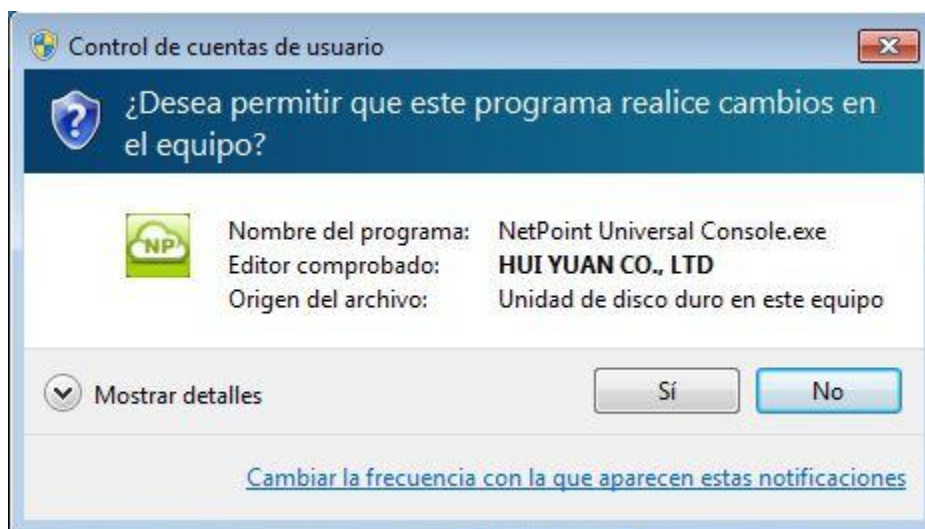 Control de cuentas de usuario
¿Desea permitir que este programa realice cambios en
el equipo?
NP
Nombre del programa: NetPoint Universal Console.exe
Editor comprobado: HUI YUAN CO., LTD
Origen del archivo: Unidad de disco duro en este equipo
Mostrar detalles Sí No
Cambiar la frecuencia con la que aparecen estas notificaciones